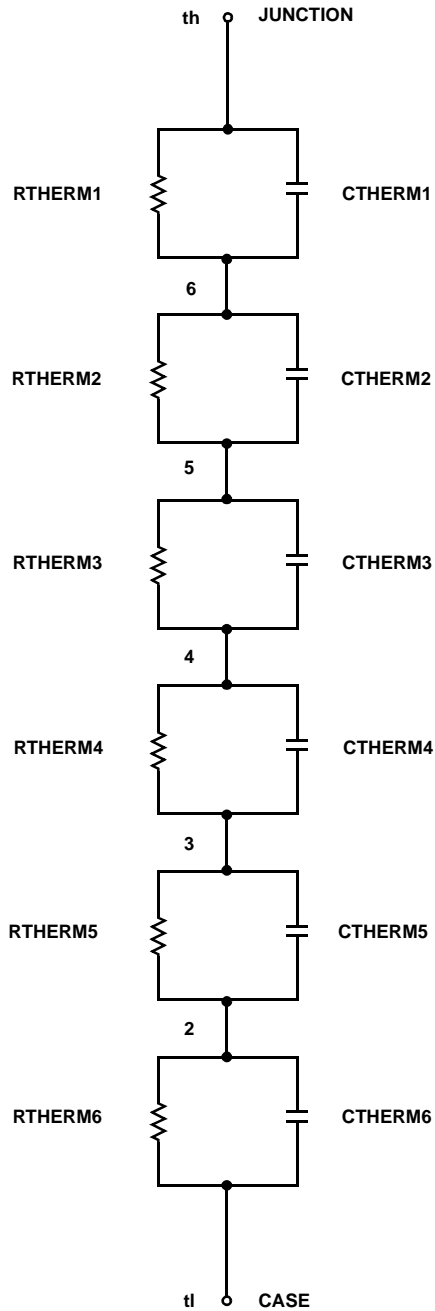 th JUNCTION
RTHERM1 CTHERM1
6
RTHERM2 CTHERM2
5
RTHERM3 CTHERM3
4
RTHERM4 CTHERM4
3
RTHERM5 CTHERM5
2
RTHERM6 CTHERM6
tl CASE